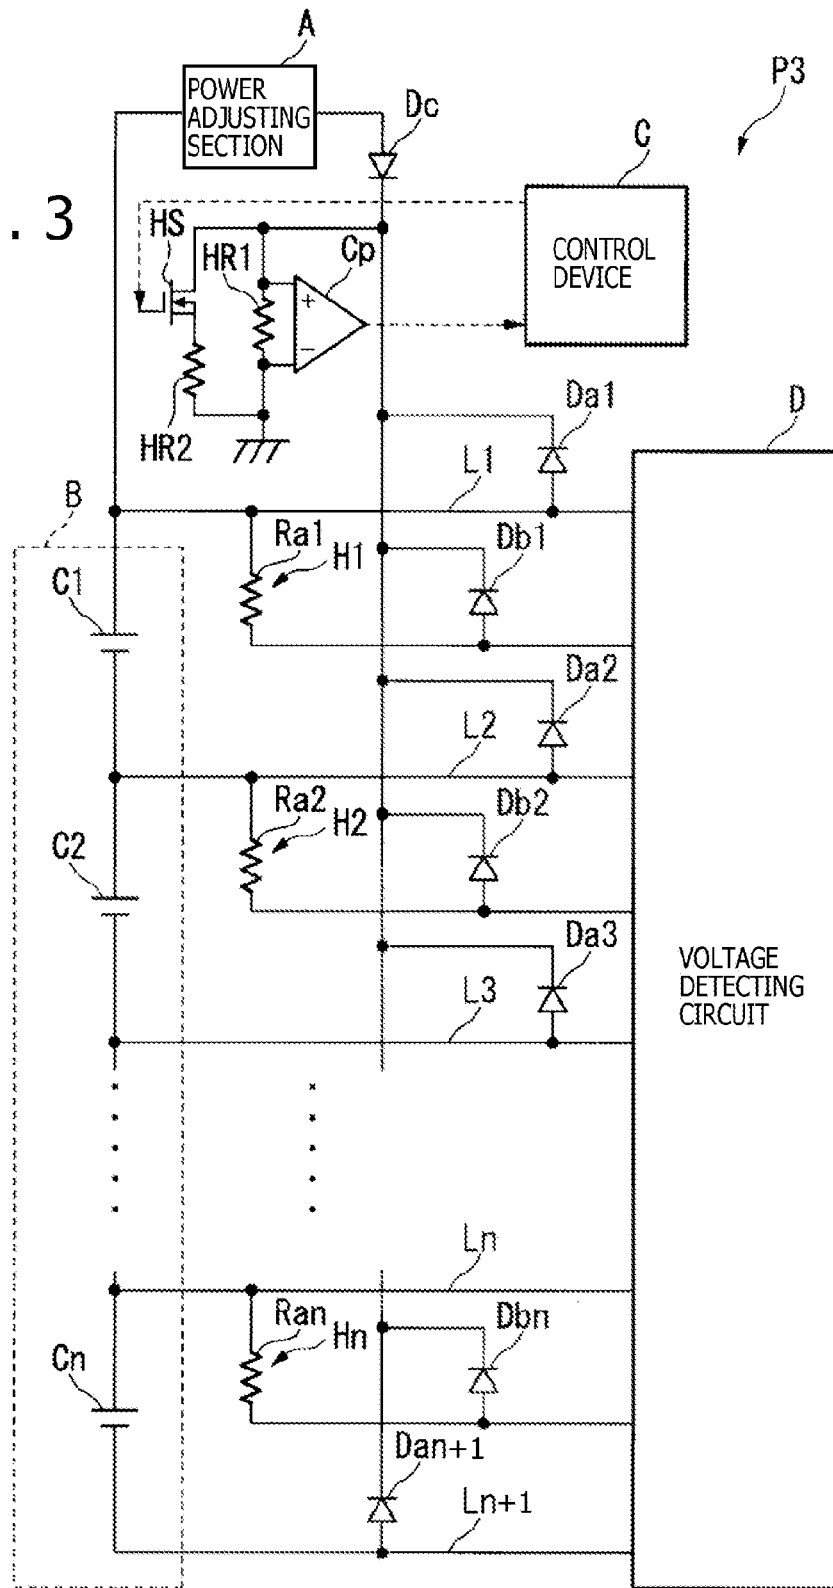 A
P3
POWER
ADJUSTING
SECTION
Dc
C
. 3
HS
HR1
Cp
CONTROL
DEVICE
+
−
HR2
Da1
D
L1
B
Ra1
H1
Db1
C1
Da2
L2
Ra2
H2
Db2
C2
Da3
L3
VOLTAGE
DETECTING
CIRCUIT
Ln
Ran
Hn
Dbn
Cn
Dan+1
Ln+1